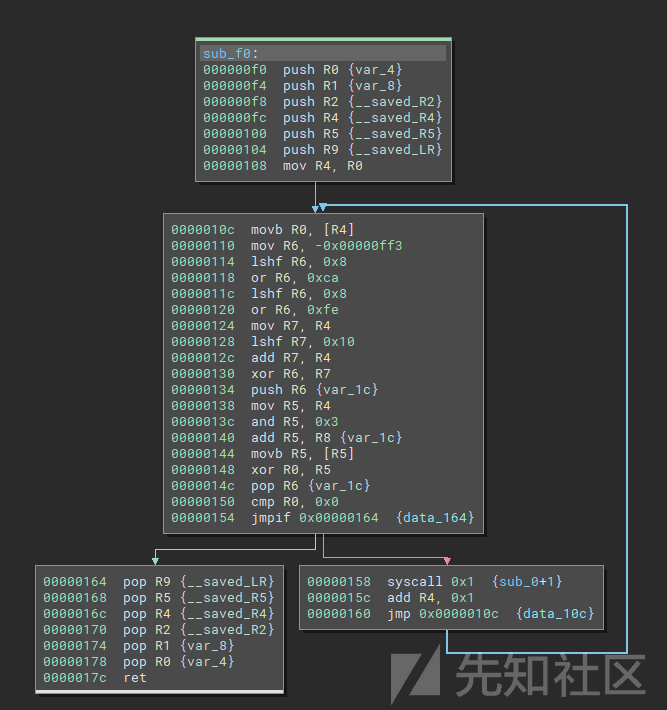 sub_f0:
000000f0 push R0 {var_4}
000000f4 push R1 {var_8}
000000f8 push R2 {__saved_R2}
000000fc push R4 {__saved_R4}
00000100 push R5 {__saved_R5}
00000104 push R9 {__saved_LR}
00000108 mov R4, R0
0000010c movb R0, [R4]
00000110 mov R6, -0x00000ff3
00000114 lshf R6, 0x8
00000118 or R6, 0xca
0000011c lshf R6, 0x8
00000120 or R6, 0xfe
00000124 mov R7, R4
00000128 lshf R7, 0x10
0000012c add R7, R4
00000130 xor R6, R7
00000134 push R6 {var_1c}
00000138 mov R5, R4
0000013c and R5, 0x3
00000140 add R5, R8 {var_1c}
00000144 movb R5, [R5]
00000148 xor R0, R5
0000014c pop R6 {var_1c}
00000150 cmp R0, 0x0
00000154 jmpif 0x00000164 {data_164}
00000164 pop R9 {__saved_LR}
00000168 pop R5 {__saved_R5}
0000016c pop R4 {__saved_R4}
00000170 pop R2 {__saved_R2}
00000174 pop R1 {var_8}
00000178 pop R0 {var_4}
0000017c ret
00000158 syscall 0x1 {sub_0+1}
0000015c add R4, 0x1
00000160 jmp 0x0000010c {data_10c}
先知社区